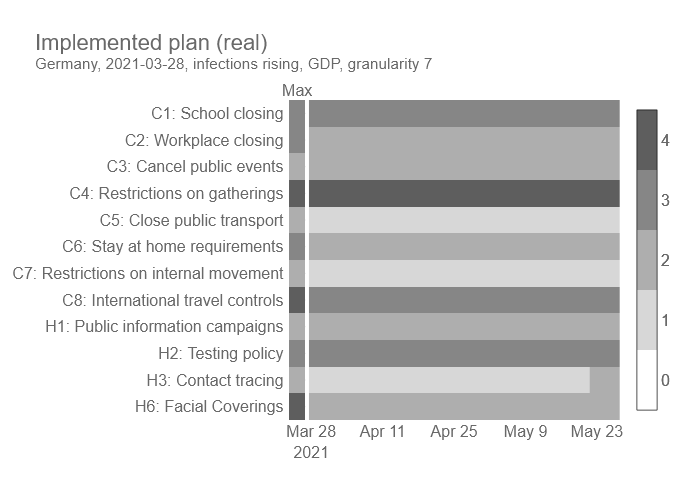 Implemented plan (real)
Germany, 2021-03-28, infections rising, GDP, granularity 7
Max
C1: School closing
C2: Workplace closing
C3: Cancel public events
C4: Restrictions on gatherings
C5: Close public transport
C6: Stay at home requirements
C7: Restrictions on internal movement
C8: International travel controls
H1: Public information campaigns
H2: Testing policy
H3: Contact tracing
H6: Facial Coverings
4
3
2
1
0
Mar 28 Apr 11 Apr 25 May 9 May 23
2021